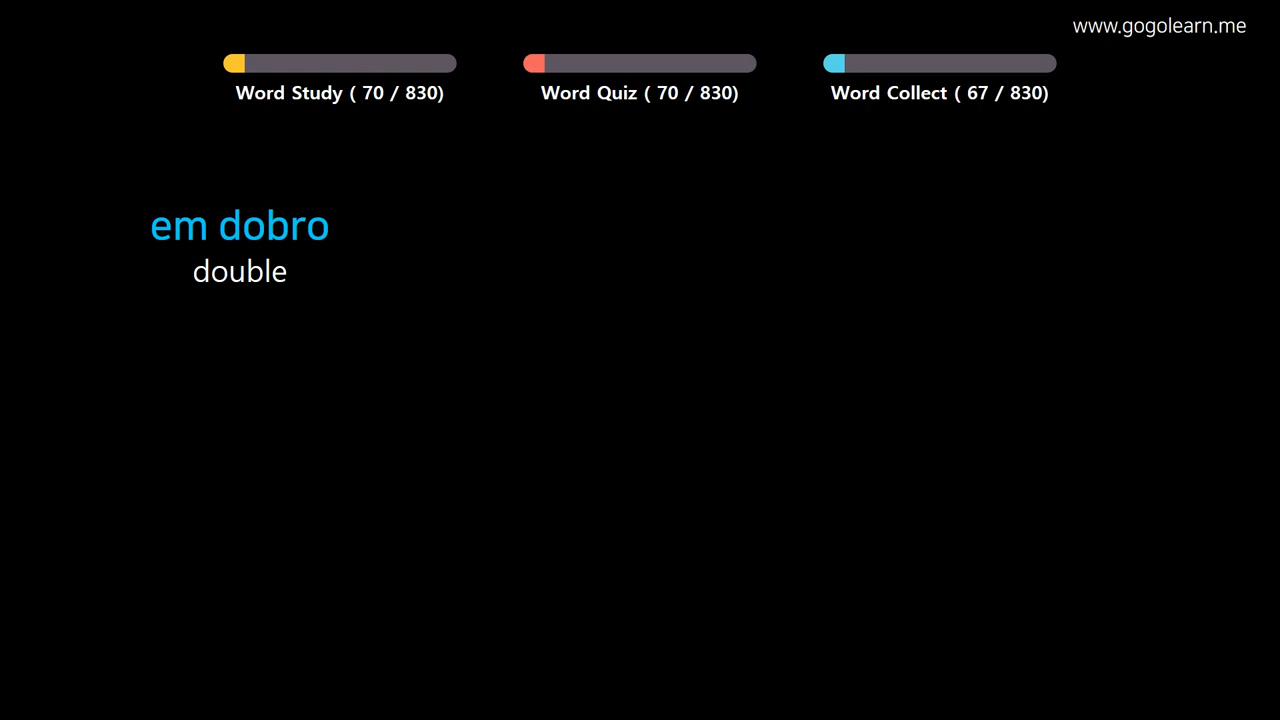 www.gogolearn.me
Word Study ( 70 / 830)
Word Quiz ( 70 / 830)
Word Collect ( 67 / 830)
em dobro
double